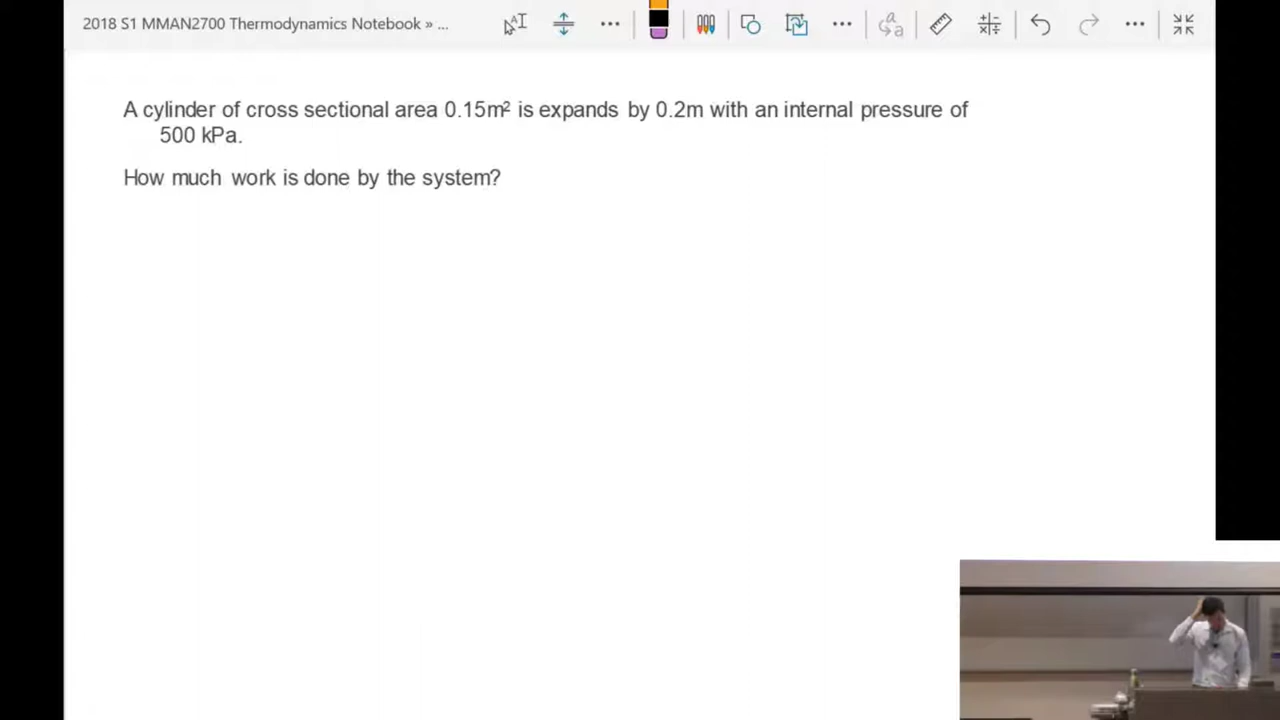 2018 S1 MMAN2700 Thermodynamics Notebook » ...
A cylinder of cross sectional area 0.15m² is expands by 0.2m with an internal pressure of
500 kPa.
How much work is done by the system?